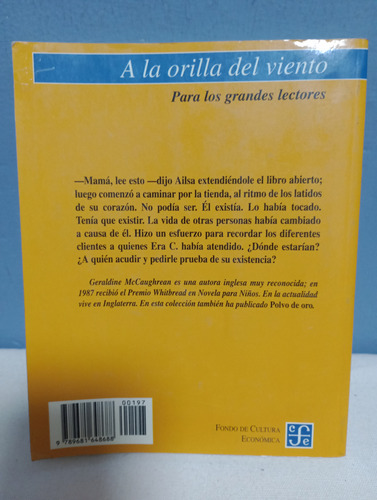 A la orilla del viento
Para los grandes lectores
—Mamá, lee esto —dijo Ailsa extendiéndole el libro abierto;
luego comenzó a caminar por la tienda, al ritmo de los latidos
de su corazón. No podía ser. Él existía. Lo había tocado.
Tenía que existir. La vida de otras personas había cambiado
a causa de él. Hizo un esfuerzo para recordar los diferentes
clientes a quienes Era C. había atendido. ¿Dónde estarían?
¿A quién acudir y pedirle prueba de su existencia?
Geraldine McCaughrean es una autora inglesa muy reconocida; en
1987 recibió el Premio Whitbread en Novela para Niños. En la actualidad
vive en Inglaterra. En esta colección también ha publicado Polvo de oro.
00197
9 789681 648688
FONDO DE CULTURA
ECONÓMICA
fce